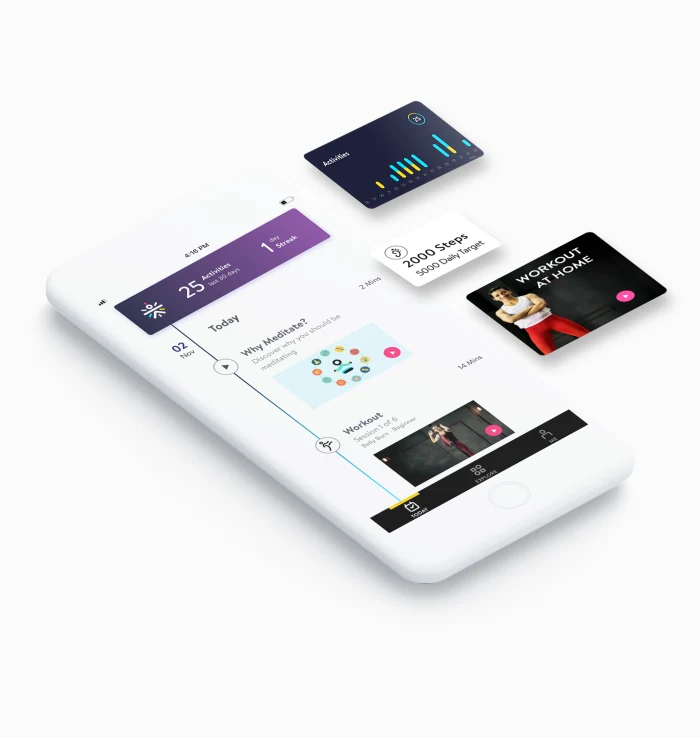 Activities
25
2000 Steps
5000 Daily Target
WORKOUT
AT HOME
4:16 PM
25 Activities
last 30 days
1 day
Streak
Today
02
Nov
2 Mins
Why Meditate?
Discover why you should be
meditating
14 Mins
Workout
Session 1 of 6
Belly Burn · Beginner
TODAY
EXPLORE
ME